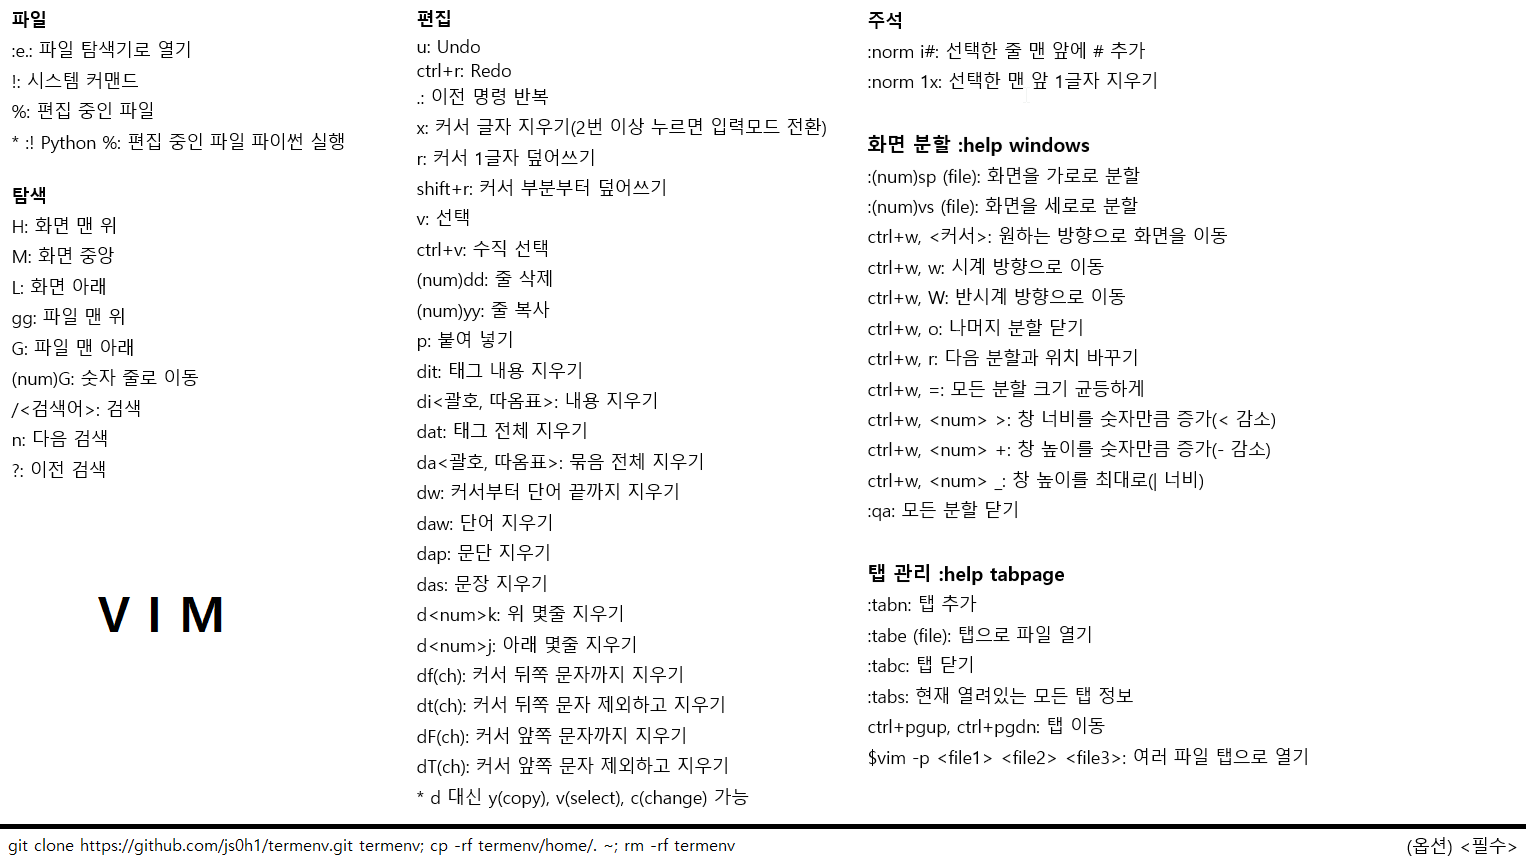 파일
:e.: 파일 탐색기로 열기
!: 시스템 커맨드
%: 편집 중인 파일
* :! Python %: 편집 중인 파일 파이썬 실행
탐색
H: 화면 맨 위
M: 화면 중앙
L: 화면 아래
gg: 파일 맨 위
G: 파일 맨 아래
(num)G: 숫자 줄로 이동
/<검색어>: 검색
n: 다음 검색
?: 이전 검색
V I M
편집
u: Undo
ctrl+r: Redo
.: 이전 명령 반복
x: 커서 글자 지우기(2번 이상 누르면 입력모드 전환)
r: 커서 1글자 덮어쓰기
shift+r: 커서 부분부터 덮어쓰기
v: 선택
ctrl+v: 수직 선택
(num)dd: 줄 삭제
(num)yy: 줄 복사
p: 붙여 넣기
dit: 태그 내용 지우기
di<괄호, 따옴표>: 내용 지우기
dat: 태그 전체 지우기
da<괄호, 따옴표>: 묶음 전체 지우기
dw: 커서부터 단어 끝까지 지우기
daw: 단어 지우기
dap: 문단 지우기
das: 문장 지우기
d<num>k: 위 몇줄 지우기
d<num>j: 아래 몇줄 지우기
df(ch): 커서 뒤쪽 문자까지 지우기
dt(ch): 커서 뒤쪽 문자 제외하고 지우기
dF(ch): 커서 앞쪽 문자까지 지우기
dT(ch): 커서 앞쪽 문자 제외하고 지우기
* d 대신 y(copy), v(select), c(change) 가능
주석
:norm i#: 선택한 줄 맨 앞에 # 추가
:norm 1x: 선택한 맨 앞 1글자 지우기
화면 분할 :help windows
:(num)sp (file): 화면을 가로로 분할
:(num)vs (file): 화면을 세로로 분할
ctrl+w, <커서>: 원하는 방향으로 화면을 이동
ctrl+w, w: 시계 방향으로 이동
ctrl+w, W: 반시계 방향으로 이동
ctrl+w, o: 나머지 분할 닫기
ctrl+w, r: 다음 분할과 위치 바꾸기
ctrl+w, =: 모든 분할 크기 균등하게
ctrl+w, <num> >: 창 너비를 숫자만큼 증가(< 감소)
ctrl+w, <num> +: 창 높이를 숫자만큼 증가(- 감소)
ctrl+w, <num> _: 창 높이를 최대로(| 너비)
:qa: 모든 분할 닫기
탭 관리 :help tabpage
:tabn: 탭 추가
:tabe (file): 탭으로 파일 열기
:tabc: 탭 닫기
:tabs: 현재 열려있는 모든 탭 정보
ctrl+pgup, ctrl+pgdn: 탭 이동
$vim -p <file1> <file2> <file3>: 여러 파일 탭으로 열기
git clone https://github.com/js0h1/termenv.git termenv; cp -rf termenv/home/. ~; rm -rf termenv
(옵션) <필수>